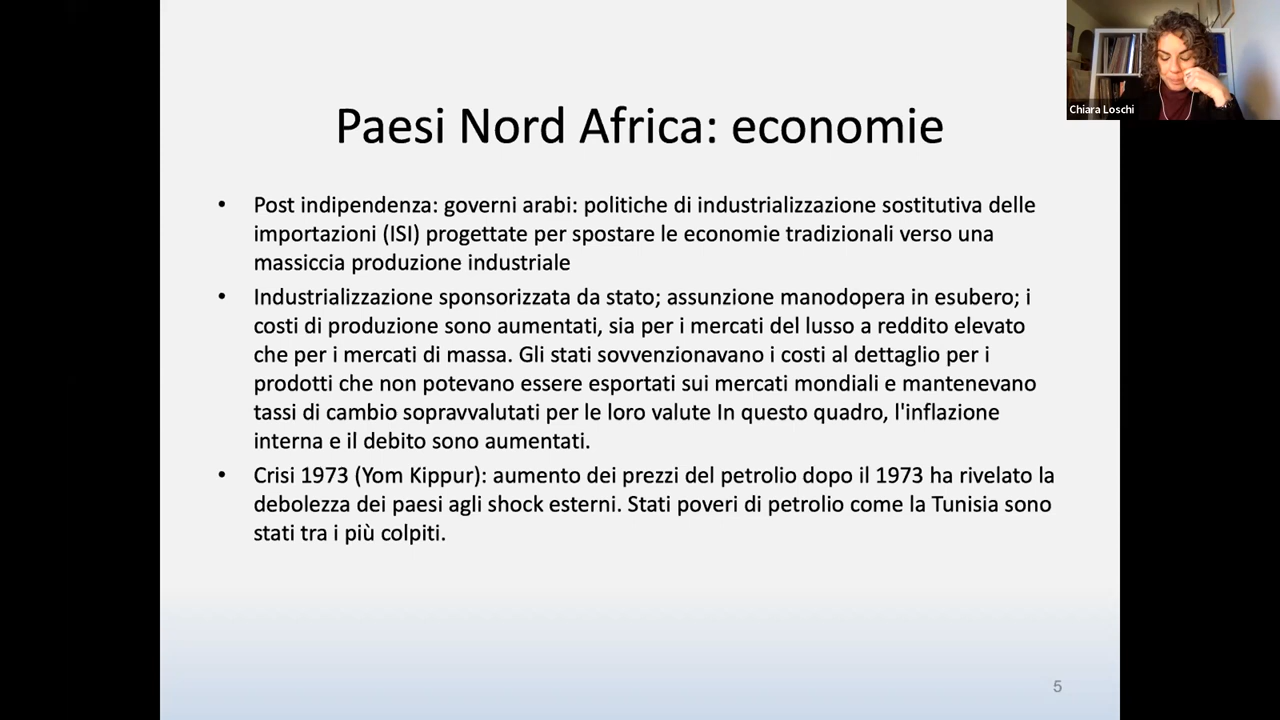 Chiara Loschi
Paesi Nord Africa: economie
• Post indipendenza: governi arabi: politiche di industrializzazione sostitutiva delle
importazioni (ISI) progettate per spostare le economie tradizionali verso una
massiccia produzione industriale
• Industrializzazione sponsorizzata da stato; assunzione manodopera in esubero; i
costi di produzione sono aumentati, sia per i mercati del lusso a reddito elevato
che per i mercati di massa. Gli stati sovvenzionavano i costi al dettaglio per i
prodotti che non potevano essere esportati sui mercati mondiali e mantenevano
tassi di cambio sopravvalutati per le loro valute In questo quadro, l'inflazione
interna e il debito sono aumentati.
• Crisi 1973 (Yom Kippur): aumento dei prezzi del petrolio dopo il 1973 ha rivelato la
debolezza dei paesi agli shock esterni. Stati poveri di petrolio come la Tunisia sono
stati tra i più colpiti.
5